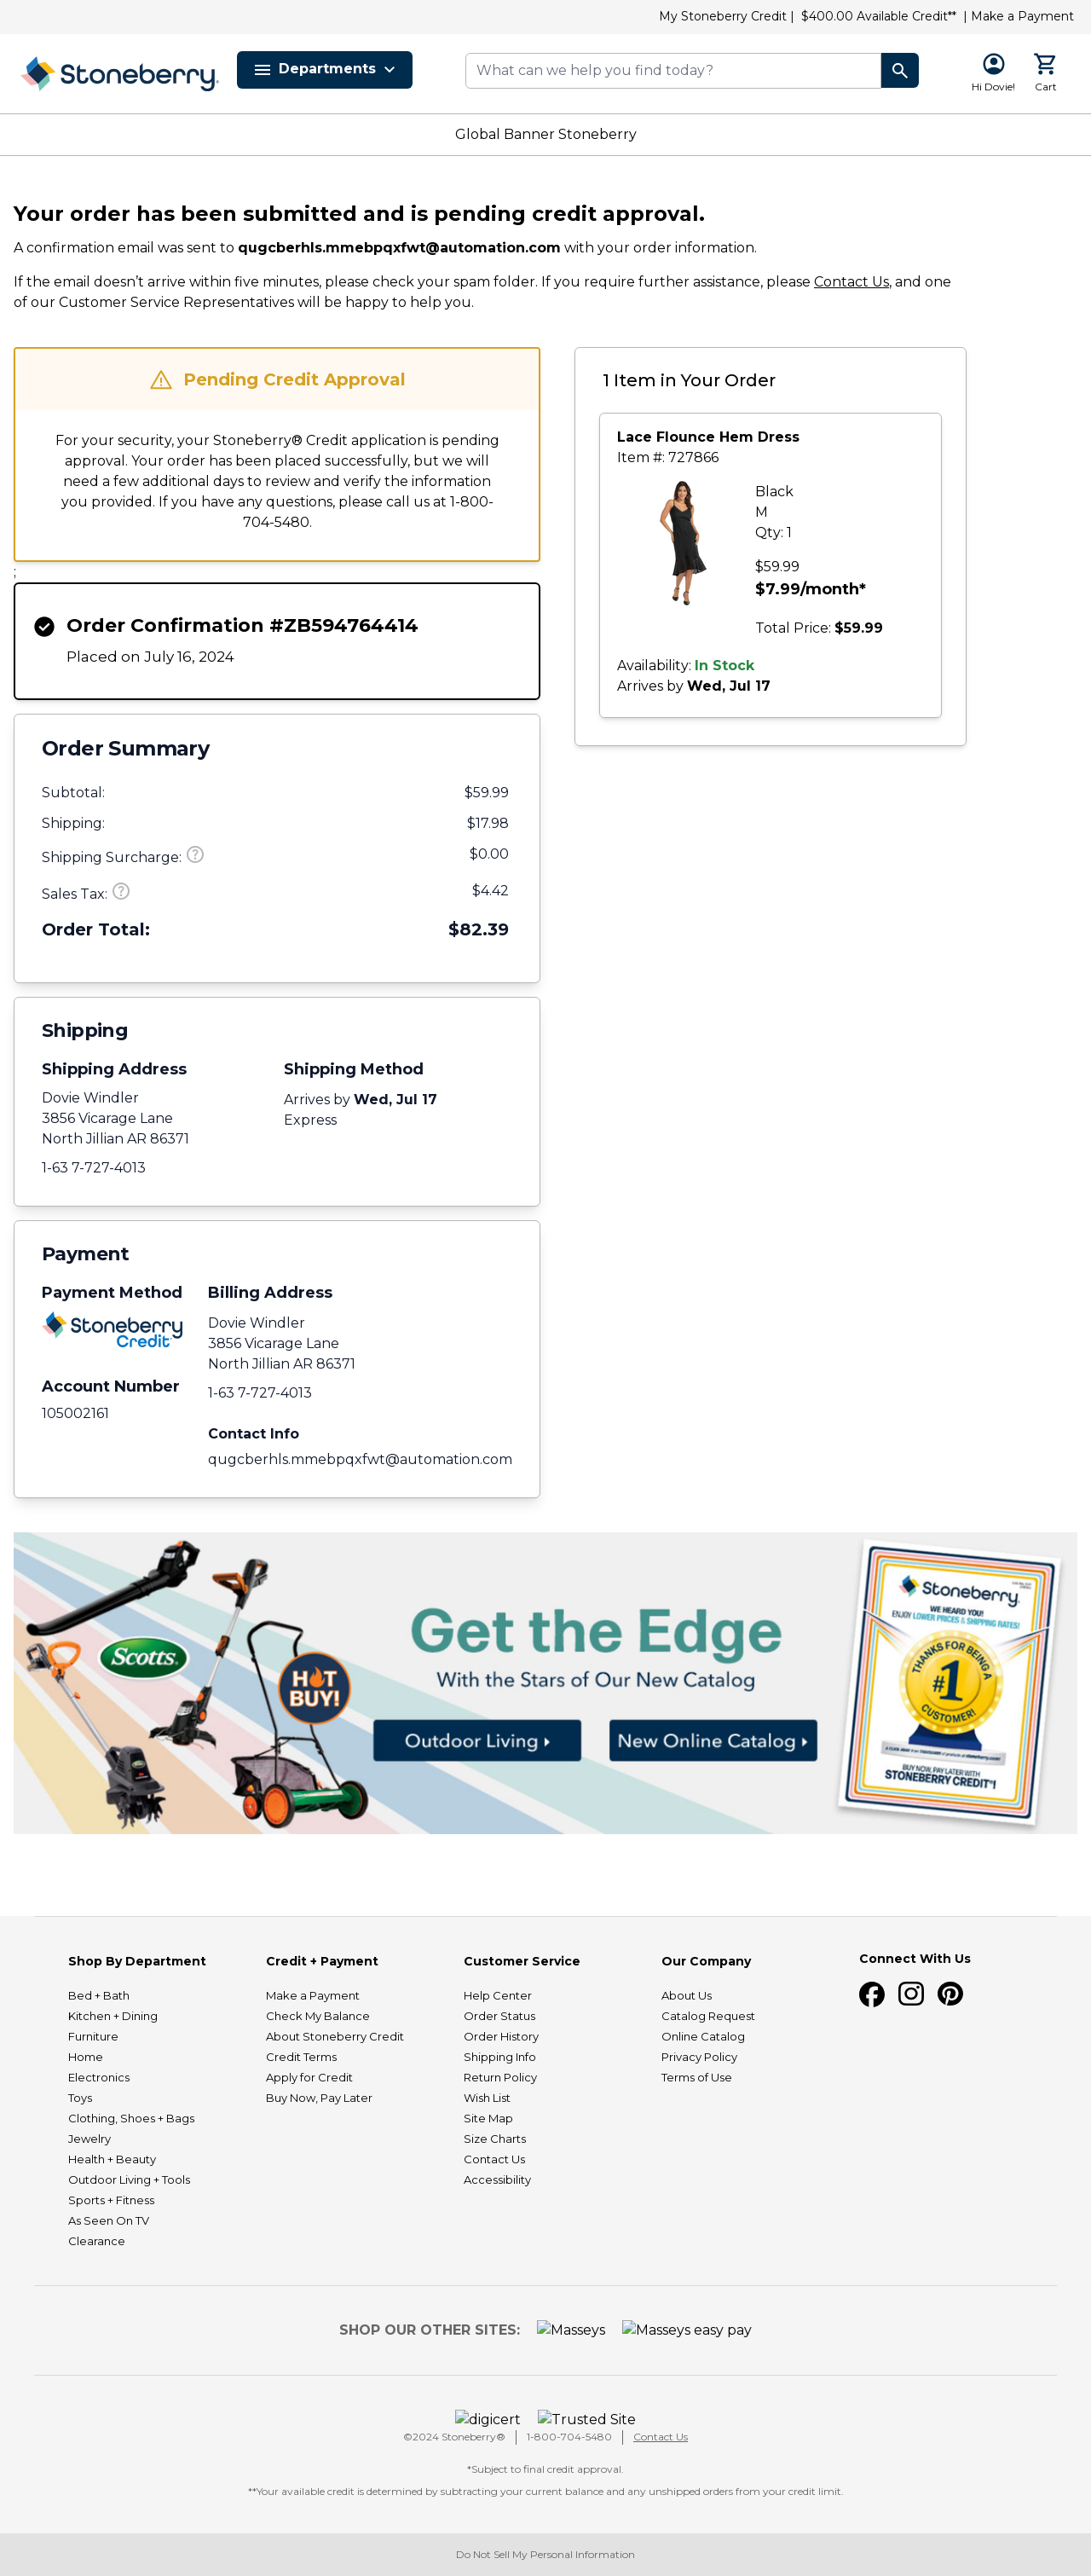 My Stoneberry Credit | $400.00 Available Credit** | Make a Payment
Stoneberry.
Departments
What can we help you find today?
Hi Dovie!
Cart
Global Banner Stoneberry
Your order has been submitted and is pending credit approval.
A confirmation email was sent to qugcberhls.mmebpqxfwt@automation.com with your order information.
If the email doesn’t arrive within five minutes, please check your spam folder. If you require further assistance, please Contact Us, and one
of our Customer Service Representatives will be happy to help you.
Pending Credit Approval
For your security, your Stoneberry® Credit application is pending
approval. Your order has been placed successfully, but we will
need a few additional days to review and verify the information
you provided. If you have any questions, please call us at 1-800-
704-5480.
;
Order Confirmation #ZB594764414
Placed on July 16, 2024
Order Summary
Subtotal: $59.99
Shipping: $17.98
Shipping Surcharge: ? $0.00
Sales Tax: ? $4.42
Order Total: $82.39
Shipping
Shipping Address
Dovie Windler
3856 Vicarage Lane
North Jillian AR 86371
1-63 7-727-4013
Shipping Method
Arrives by Wed, Jul 17
Express
Payment
Payment Method
Stoneberry
Credit
Account Number
105002161
Billing Address
Dovie Windler
3856 Vicarage Lane
North Jillian AR 86371
1-63 7-727-4013
Contact Info
qugcberhls.mmebpqxfwt@automation.com
1 Item in Your Order
Lace Flounce Hem Dress
Item #: 727866
Black
M
Qty: 1
$59.99
$7.99/month*
Total Price: $59.99
Availability: In Stock
Arrives by Wed, Jul 17
Scotts
HOT
BUY!
Get the Edge
With the Stars of Our New Catalog
Outdoor Living
New Online Catalog
Stoneberry
WE HEARD YOU!
ENJOY LOWER PRICES & SHIPPING RATES!
THANKS FOR BEING A
#1
CUSTOMER!
BUY NOW, PAY LATER WITH
STONEBERRY CREDIT*!
Shop By Department
Bed + Bath
Kitchen + Dining
Furniture
Home
Electronics
Toys
Clothing, Shoes + Bags
Jewelry
Health + Beauty
Outdoor Living + Tools
Sports + Fitness
As Seen On TV
Clearance
Credit + Payment
Make a Payment
Check My Balance
About Stoneberry Credit
Credit Terms
Apply for Credit
Buy Now, Pay Later
Customer Service
Help Center
Order Status
Order History
Shipping Info
Return Policy
Wish List
Site Map
Size Charts
Contact Us
Accessibility
Our Company
About Us
Catalog Request
Online Catalog
Privacy Policy
Terms of Use
Connect With Us
SHOP OUR OTHER SITES: Masseys Masseys easy pay
digicert Trusted Site
©2024 Stoneberry® | 1-800-704-5480 | Contact Us
*Subject to final credit approval.
**Your available credit is determined by subtracting your current balance and any unshipped orders from your credit limit.
Do Not Sell My Personal Information